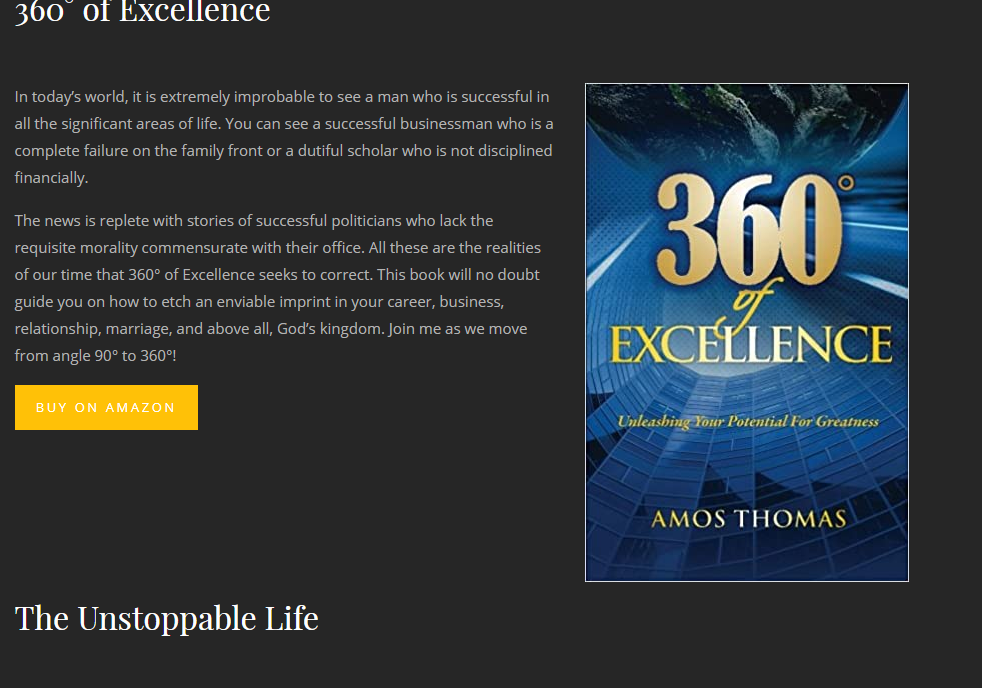 360° of Excellence
In today’s world, it is extremely improbable to see a man who is successful in
all the significant areas of life. You can see a successful businessman who is a
complete failure on the family front or a dutiful scholar who is not disciplined
financially.
The news is replete with stories of successful politicians who lack the
requisite morality commensurate with their office. All these are the realities
of our time that 360° of Excellence seeks to correct. This book will no doubt
guide you on how to etch an enviable imprint in your career, business,
relationship, marriage, and above all, God’s kingdom. Join me as we move
from angle 90° to 360°!
BUY ON AMAZON
360°
of
EXCELLENCE
Unleashing Your Potential For Greatness
AMOS THOMAS
The Unstoppable Life